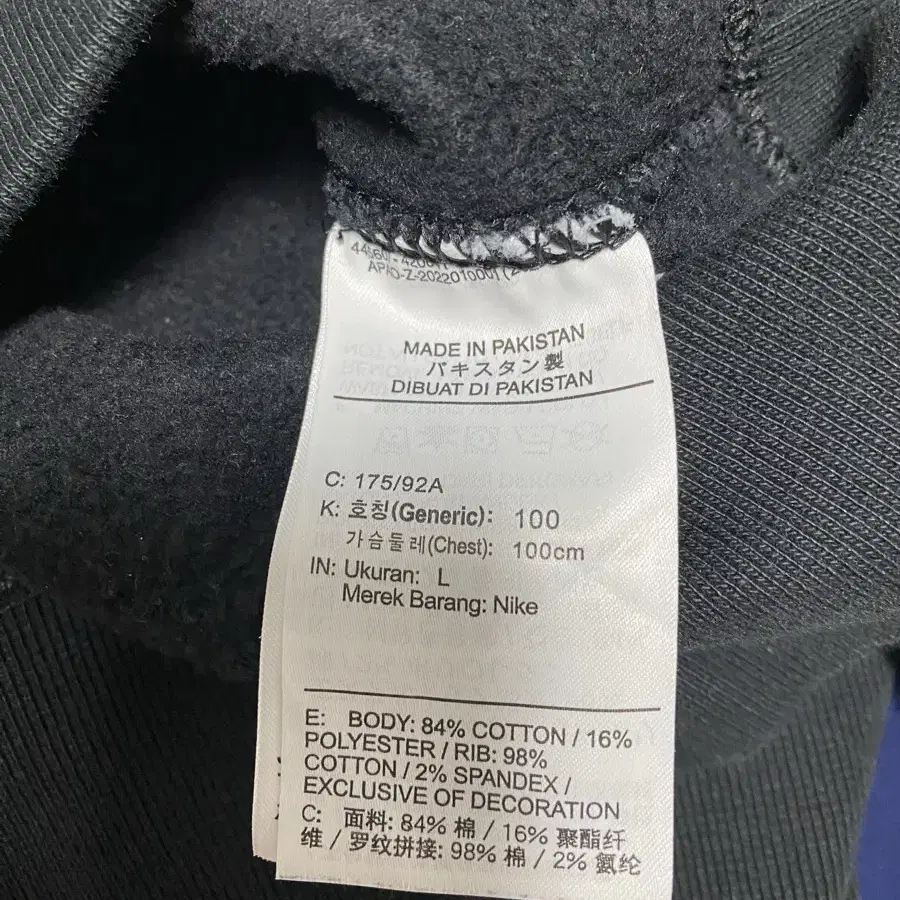 MADE IN PAKISTAN
パキスタン製
DIBUAT DI PAKISTAN
C: 175/92A
K: 호칭(Generic): 100
가슴둘레(Chest): 100cm
IN: Ukuran: L
Merek Barang: Nike
E: BODY: 84% COTTON / 16%
POLYESTER / RIB: 98%
COTTON / 2% SPANDEX /
EXCLUSIVE OF DECORATION
C: 面料: 84% 棉 / 16% 聚酯纤
维 / 罗纹拼接: 98% 棉 / 2% 氨纶